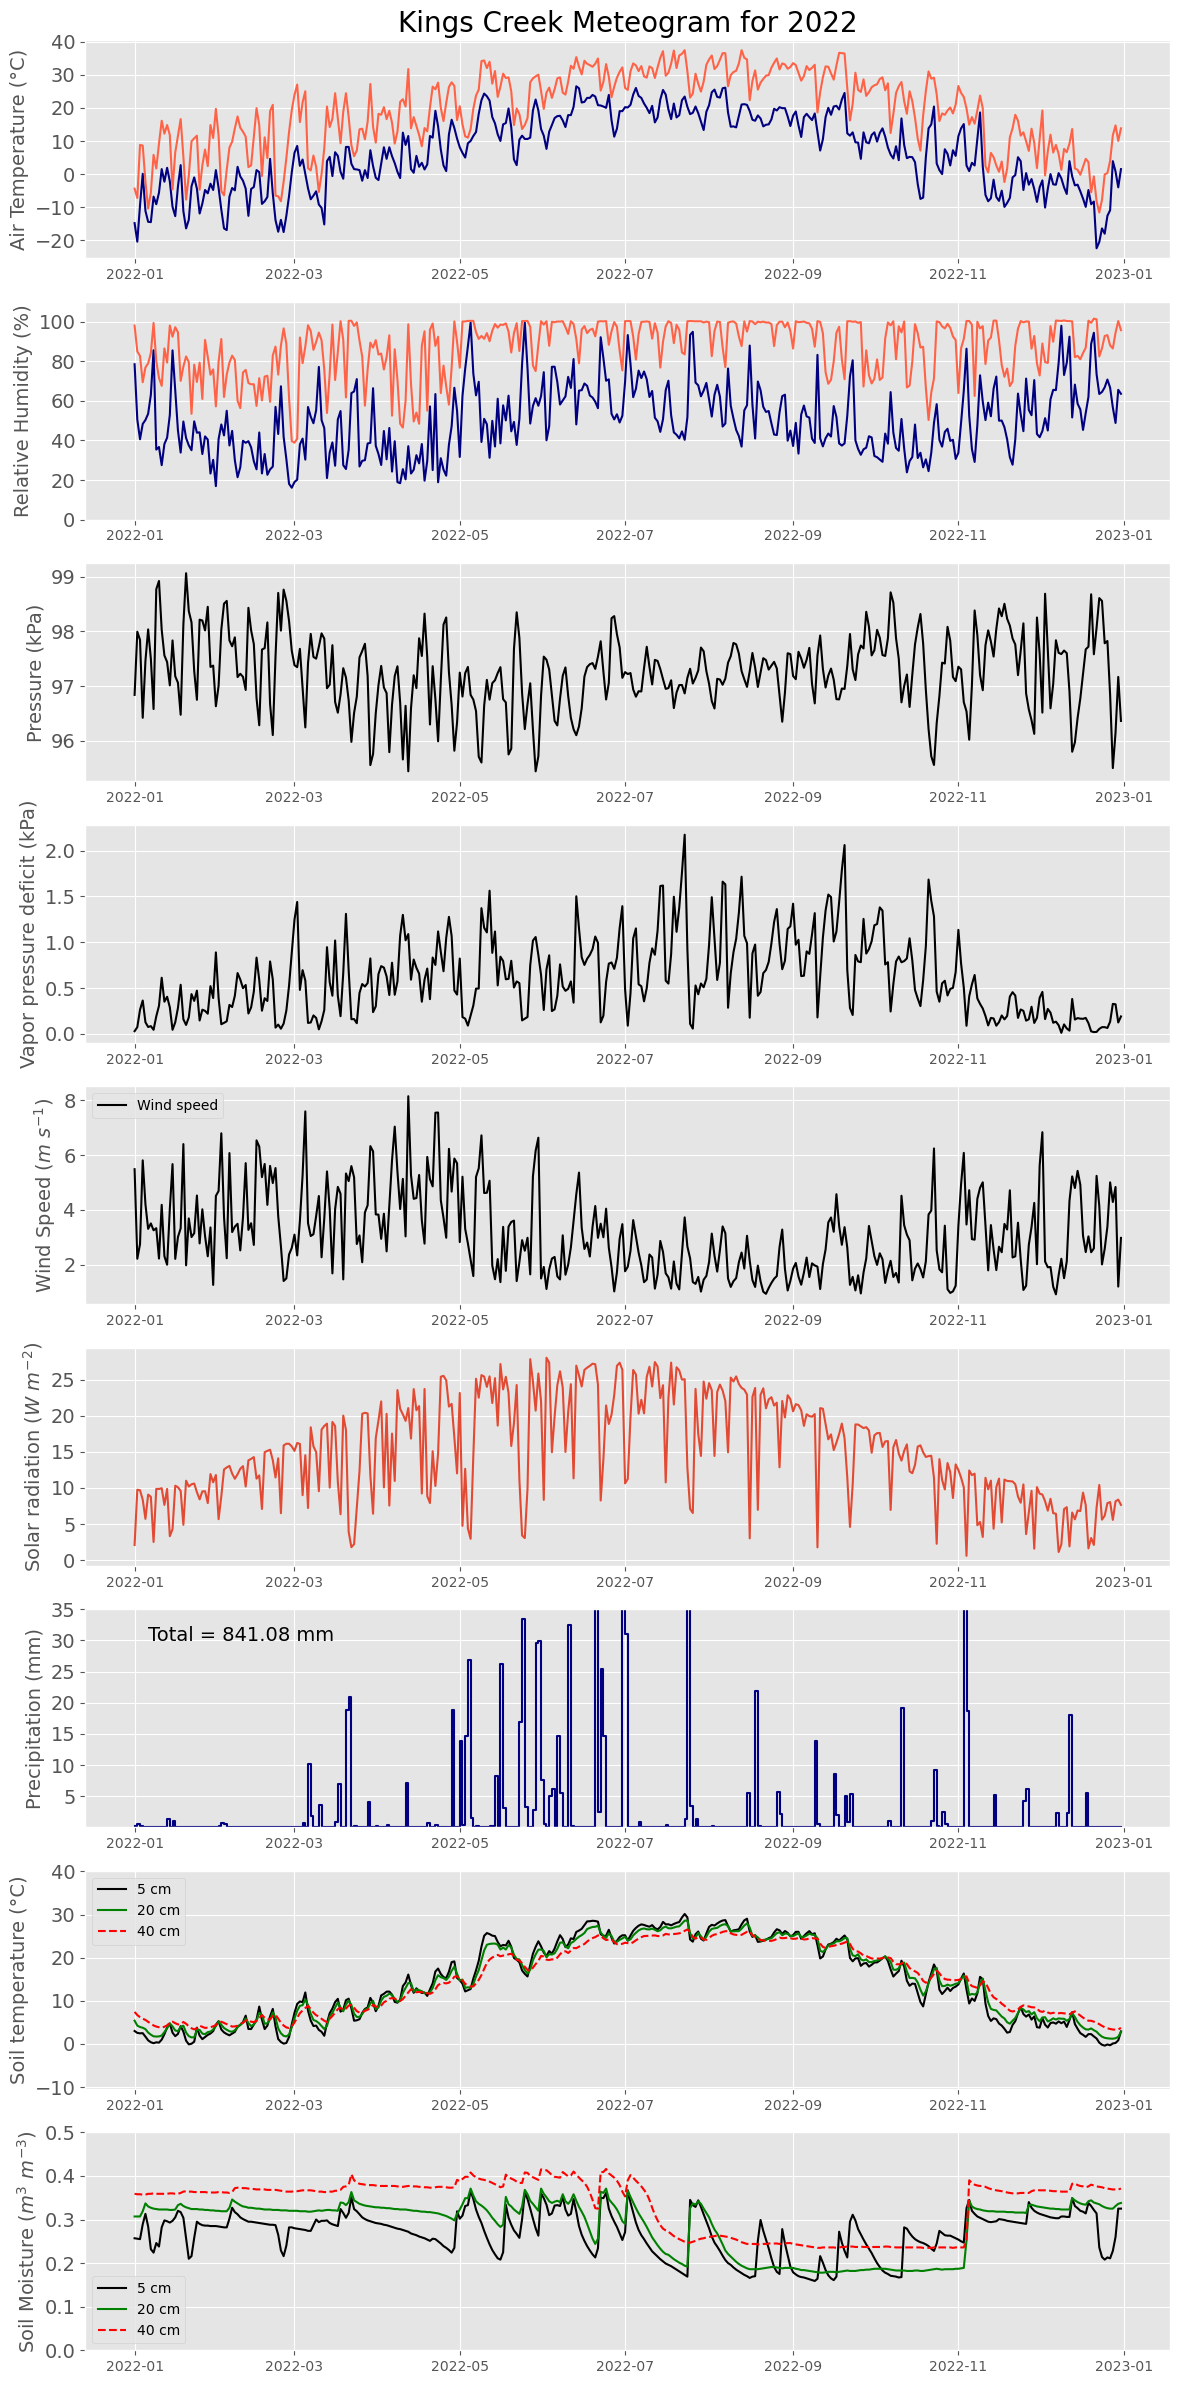 Kings Creek Meteogram for 2022
Air Temperature (°C)
40
30
20
10
0
−10
−20
2022-01 2022-03 2022-05 2022-07 2022-09 2022-11 2023-01
Relative Humidity (%)
100
80
60
40
20
0
2022-01 2022-03 2022-05 2022-07 2022-09 2022-11 2023-01
Pressure (kPa)
99
98
97
96
2022-01 2022-03 2022-05 2022-07 2022-09 2022-11 2023-01
Vapor pressure deficit (kPa)
2.0
1.5
1.0
0.5
0.0
2022-01 2022-03 2022-05 2022-07 2022-09 2022-11 2023-01
Wind Speed (m s⁻¹)
8
6
4
2
Wind speed
2022-01 2022-03 2022-05 2022-07 2022-09 2022-11 2023-01
Solar radiation (W m⁻²)
25
20
15
10
5
0
2022-01 2022-03 2022-05 2022-07 2022-09 2022-11 2023-01
Precipitation (mm)
35
30
25
20
15
10
5
Total = 841.08 mm
2022-01 2022-03 2022-05 2022-07 2022-09 2022-11 2023-01
Soil temperature (°C)
40
30
20
10
0
−10
5 cm
20 cm
40 cm
2022-01 2022-03 2022-05 2022-07 2022-09 2022-11 2023-01
Soil Moisture (m³ m⁻³)
0.5
0.4
0.3
0.2
0.1
0.0
5 cm
20 cm
40 cm
2022-01 2022-03 2022-05 2022-07 2022-09 2022-11 2023-01